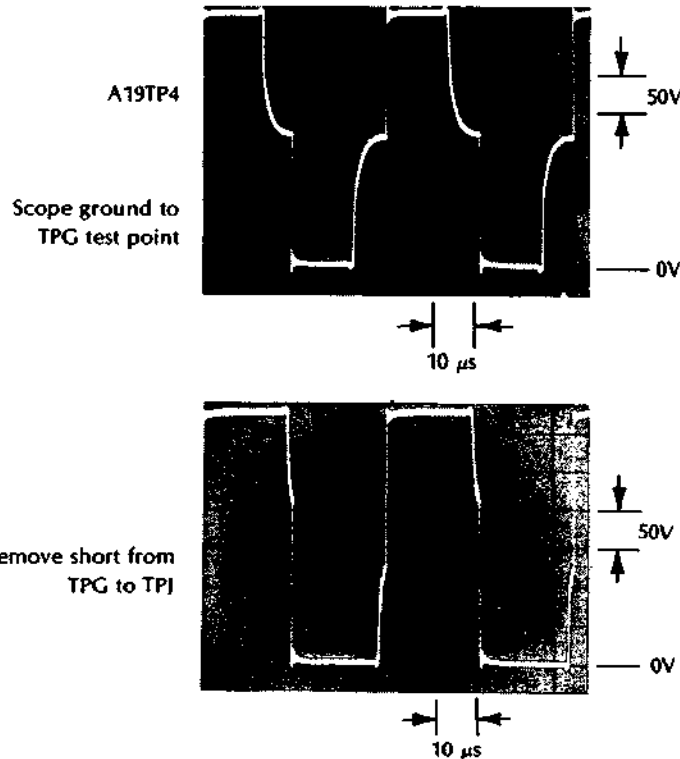 A19TP4
50V
Scope ground to
TPG test point
0V
10 μs
emove short from
TPG to TPJ
50V
0V
10 μs